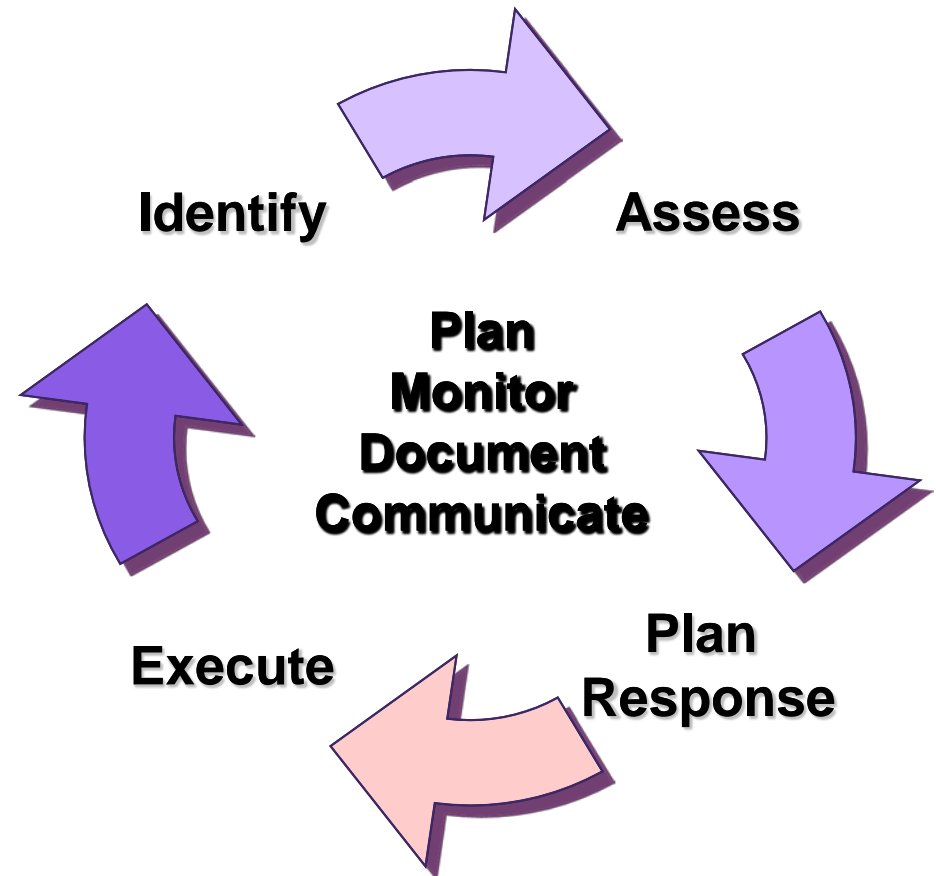 Identify
Assess
Plan
Monitor
Document
Communicate
Plan
Response
Execute